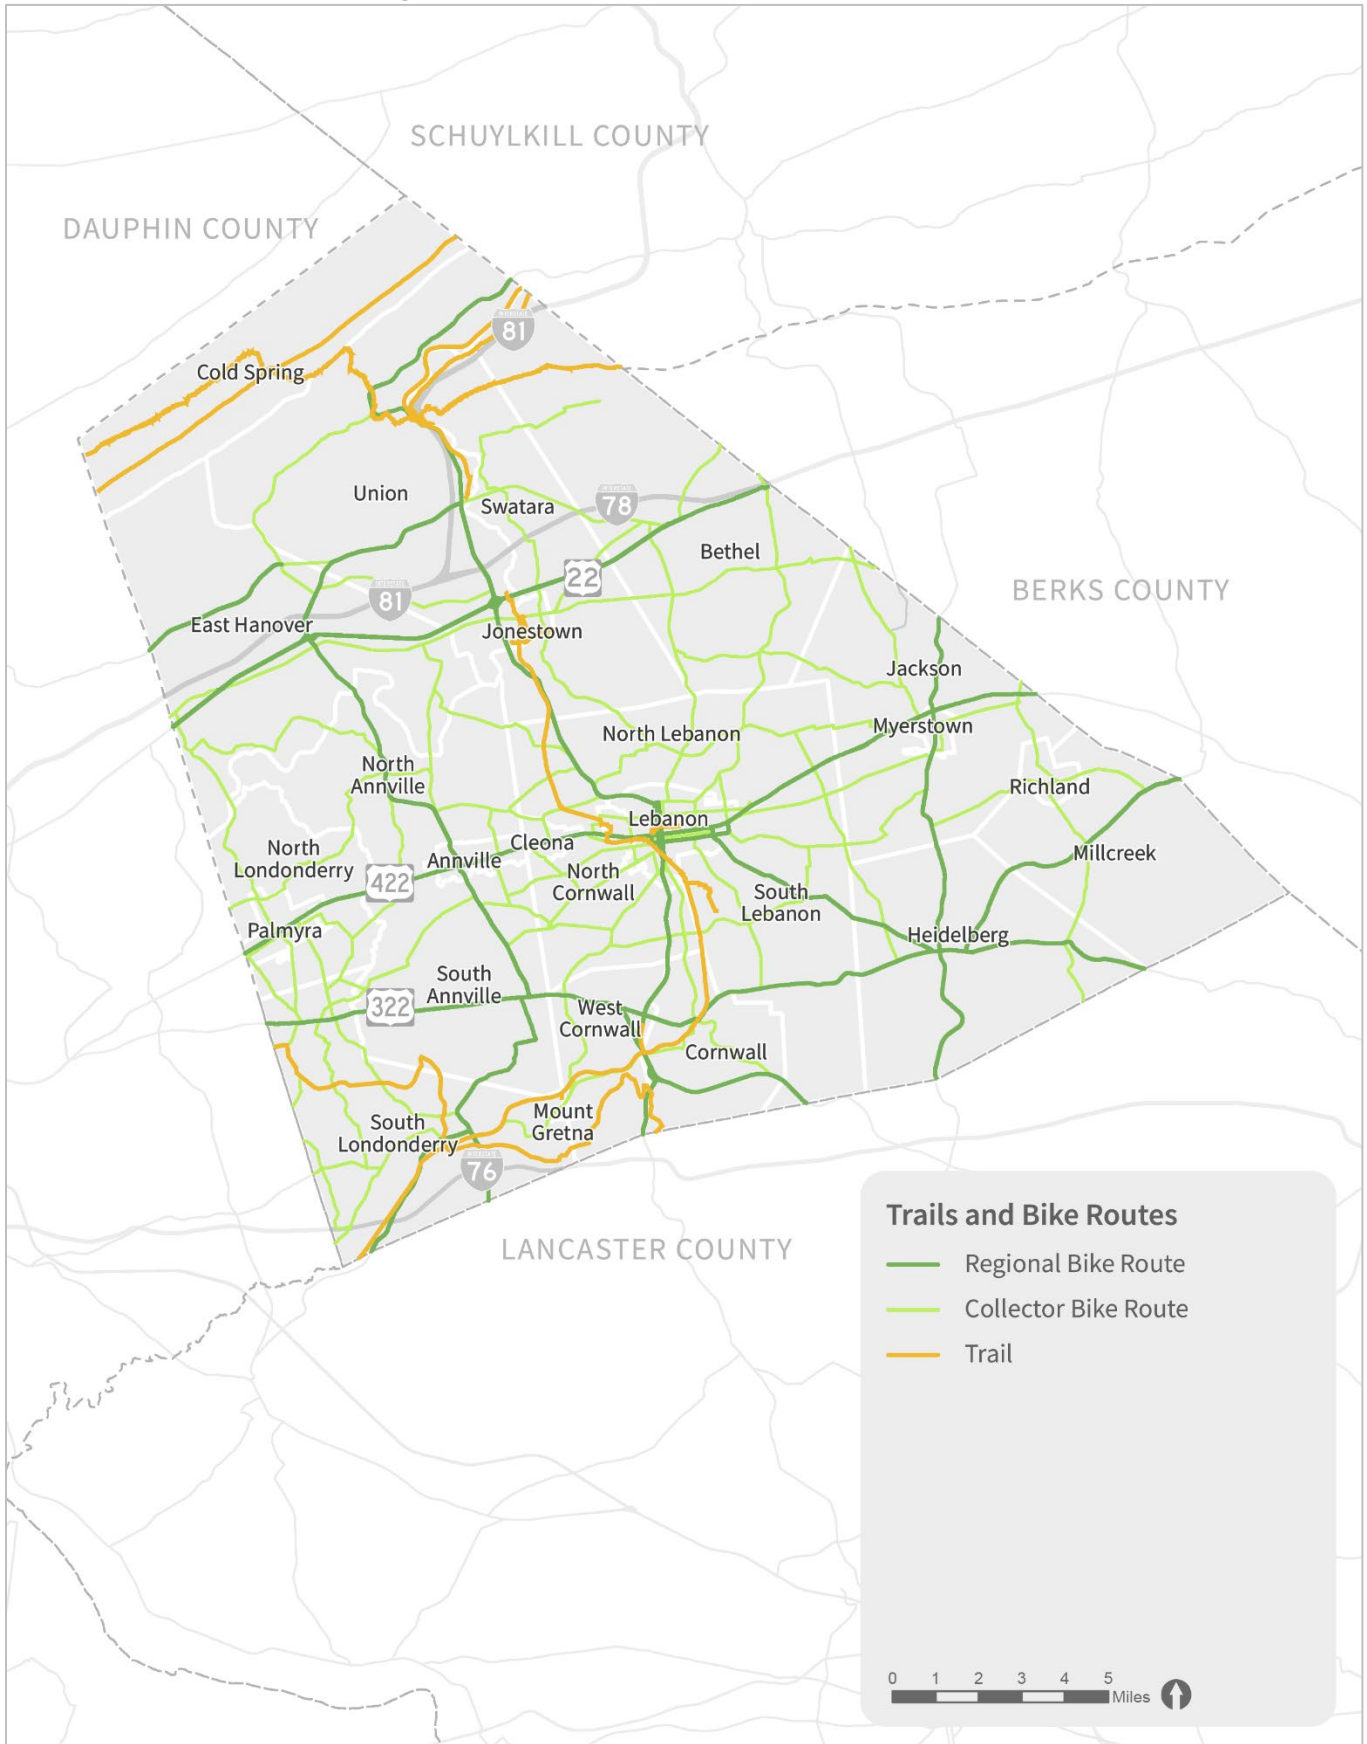 SCHUYLKILL COUNTY
DAUPHIN COUNTY
81
Cold Spring
Union
Swatara
78
Bethel
22
BERKS COUNTY
81
East Hanover
Jonestown
Jackson
Myerstown
North Lebanon
North
Annville
Richland
Lebanon
Cleona
Annville
North
Londonderry
422
North
Cornwall
Millcreek
South
Lebanon
Palmyra
Heidelberg
South
Annville
322
West
Cornwall
Cornwall
South
Londonderry
Mount
Gretna
76
LANCASTER COUNTY
Trails and Bike Routes
Regional Bike Route
Collector Bike Route
Trail
0 1 2 3 4 5
Miles